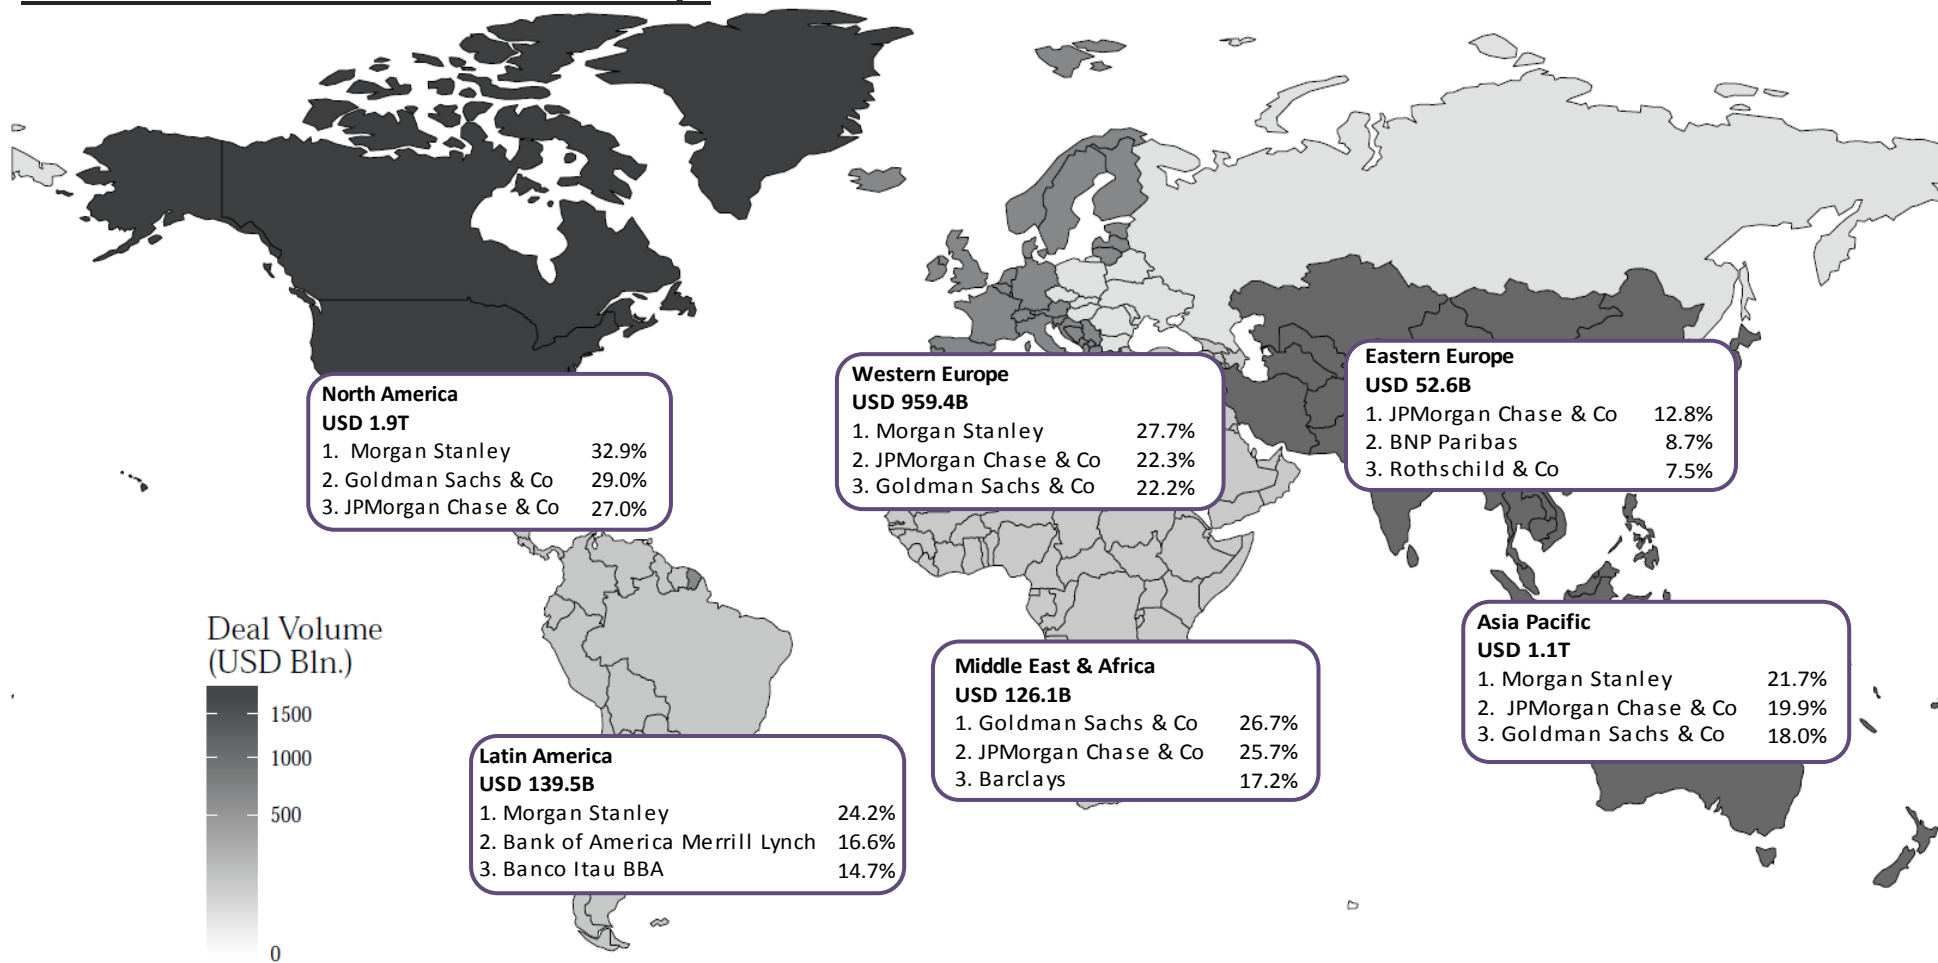 North America
USD 1.9T
1. Morgan Stanley 32.9%
2. Goldman Sachs & Co 29.0%
3. JPMorgan Chase & Co 27.0%
Western Europe
USD 959.4B
1. Morgan Stanley 27.7%
2. JPMorgan Chase & Co 22.3%
3. Goldman Sachs & Co 22.2%
Eastern Europe
USD 52.6B
1. JPMorgan Chase & Co 12.8%
2. BNP Paribas 8.7%
3. Rothschild & Co 7.5%
Deal Volume
(USD Bln.)
1500
1000
500
0
Latin America
USD 139.5B
1. Morgan Stanley 24.2%
2. Bank of America Merrill Lynch 16.6%
3. Banco Itau BBA 14.7%
Middle East & Africa
USD 126.1B
1. Goldman Sachs & Co 26.7%
2. JPMorgan Chase & Co 25.7%
3. Barclays 17.2%
Asia Pacific
USD 1.1T
1. Morgan Stanley 21.7%
2. JPMorgan Chase & Co 19.9%
3. Goldman Sachs & Co 18.0%